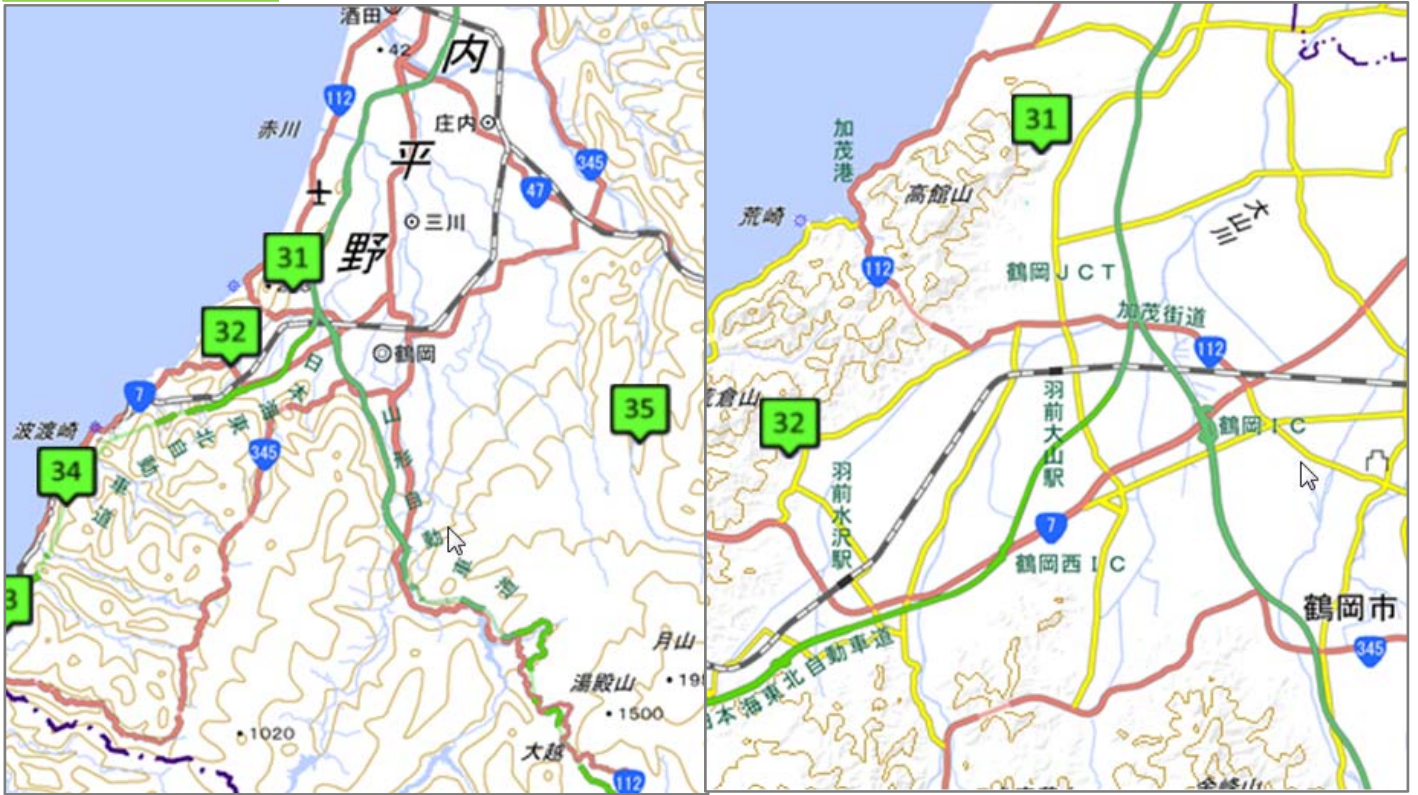 酒田
・42
内
112
赤川
庄内
平
345
47
三川
野
31
32
鶴岡
7
日本海東北自動車道
35
波渡崎
345
山形自動車道
34
3
月山
湯殿山
・1500
・1020
大越
112
31
加茂港
高館山
荒崎
大山川
112
鶴岡JCT
加茂街道
112
荒倉山
32
羽前大山駅
鶴岡IC
羽前水沢駅
7
鶴岡西IC
鶴岡市
345
日本海東北自動車道